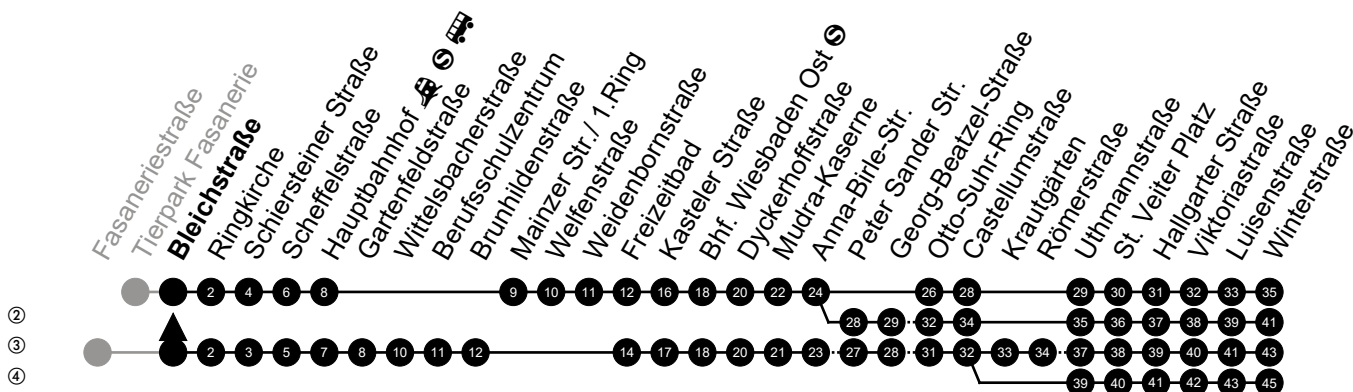 Fasaneriestraße
Tierpark Fasanerie
Bleichstraße
Ringkirche
Schiersteiner Straße
Scheffelstraße
Hauptbahnhof S
Gartenfeldstraße
Wittelsbacherstraße
Berufsschulzentrum
Brunhildenstraße
Mainzer Str / 1.Ring
Welfenstraße
Weidenbornstraße
Freizeitbad
Kasteler Straße
Bhf. Wiesbaden Ost S
Dyckerhoffstraße
Mudra-Kaserne
Anna-Birle-Str.
Peter Sander Str.
Georg-Beatzel-Straße
Otto-Suhr-Ring
Castellumstraße
Krautgärten
Römerstraße
Uthmannstraße
St. Veiter Platz
Hallgarter Straße
Viktoriastraße
Luisenstraße
Winterstraße
2 4 6 8 9 10 11 12 16 18 20 22 24 26 28 29 30 31 32 33 35
② 28 29 32 34 35 36 37 38 39 41
③ 2 3 5 7 8 10 11 12 14 17 18 20 21 23 27 28 31 32 33 34 37 38 39 40 41 43
④ 39 40 41 42 43 45